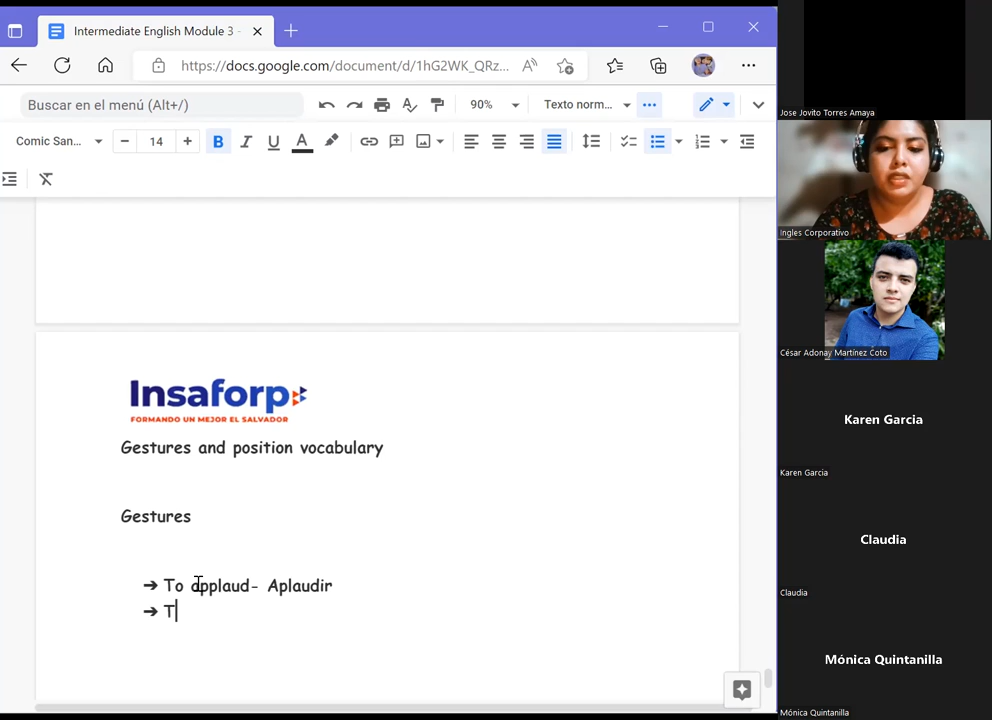 Intermediate English Module 3 -
https://docs.google.com/document/d/1hG2WK_QRz...
Buscar en el menú (Alt+/)
90%
Texto norm...
Comic San...
14
B
I
U
A
Insaforp
FORMANDO UN MEJOR EL SALVADOR
Gestures and position vocabulary
Gestures
➔ To applaud- Aplaudir
➔ T
Jose Jovito Torres Amaya
Ingles Corporativo
César Adonay Martínez Coto
Karen Garcia
Karen Garcia
Claudia
Claudia
Mónica Quintanilla
Mónica Quintanilla